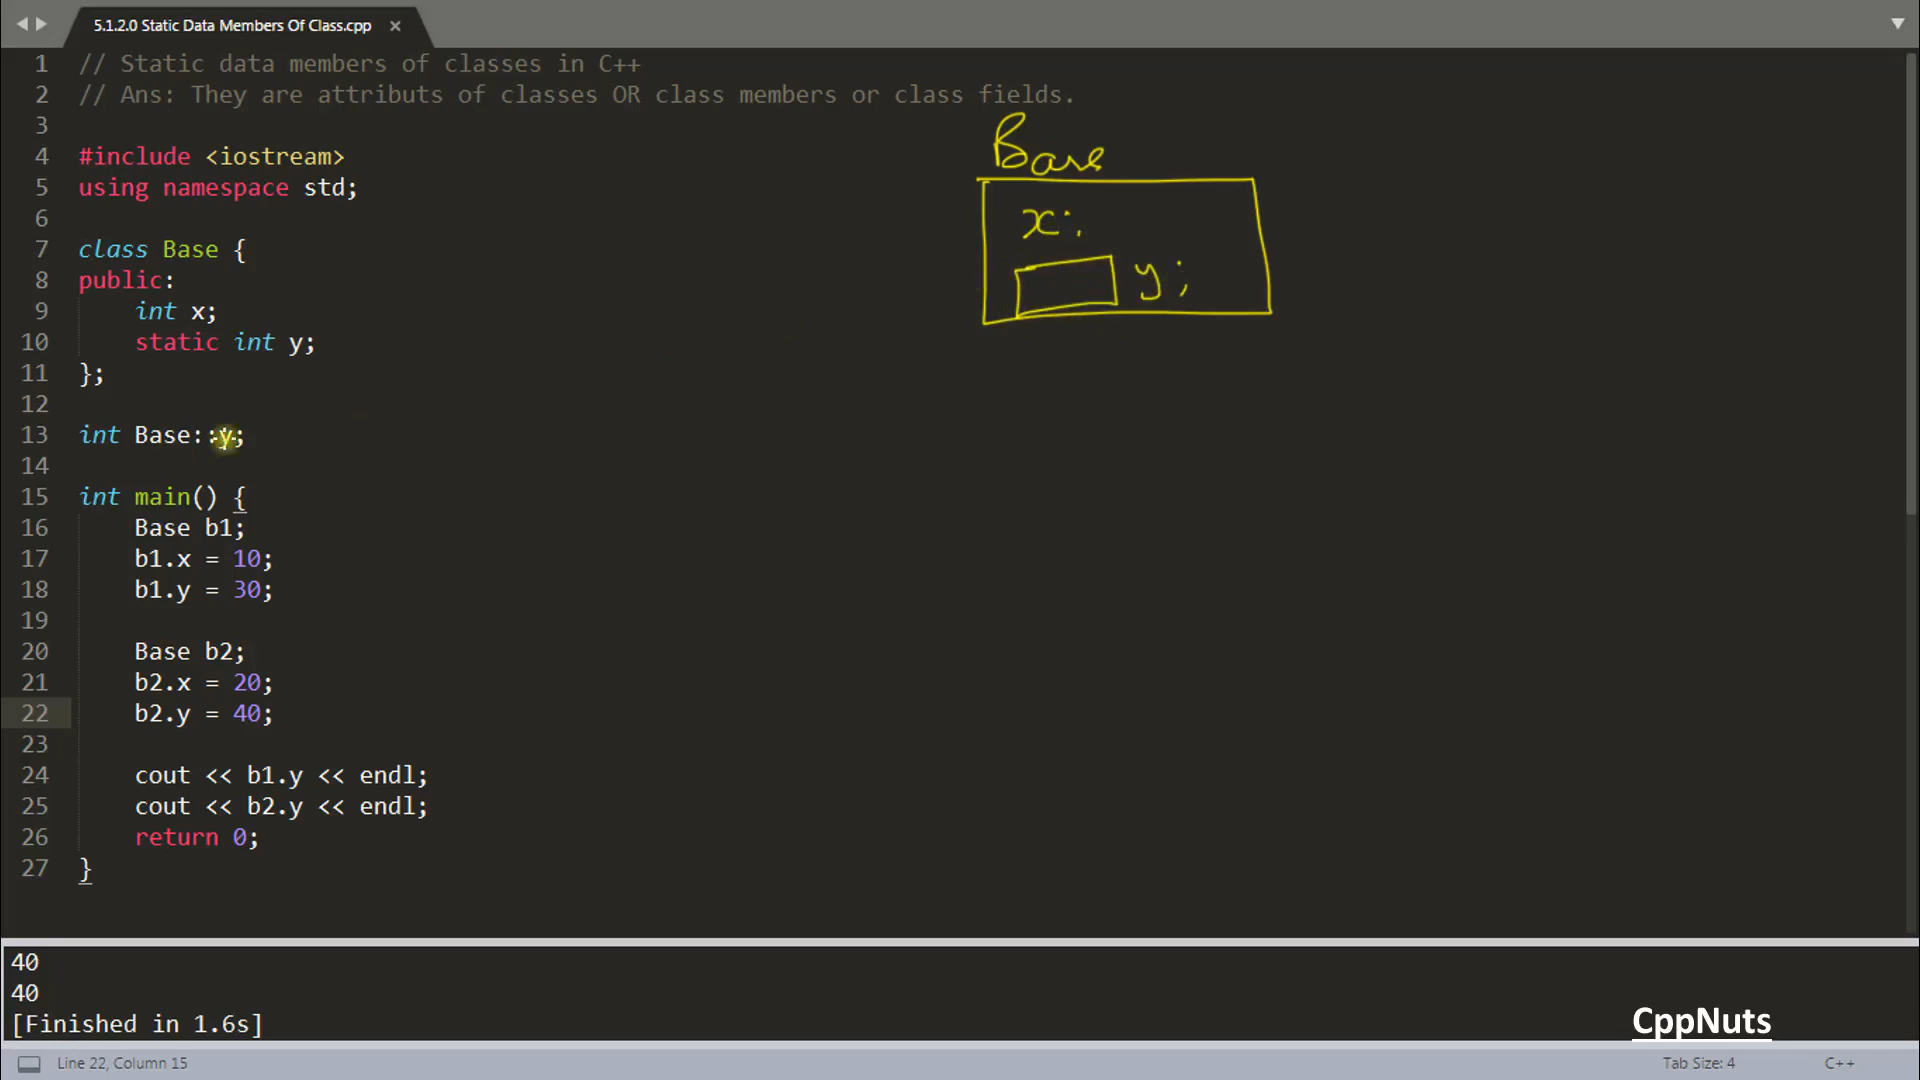 5.1.2.0 Static Data Members Of Class.cpp ×
1 // Static data members of classes in C++
2 // Ans: They are attributs of classes OR class members or class fields.
3
4 #include <iostream>
5 using namespace std;
6
7 class Base {
8 public:
9 int x;
10 static int y;
11 };
12
13 int Base::y;
14
15 int main() {
16 Base b1;
17 b1.x = 10;
18 b1.y = 30;
19
20 Base b2;
21 b2.x = 20;
22 b2.y = 40;
23
24 cout << b1.y << endl;
25 cout << b2.y << endl;
26 return 0;
27 }
Base
x;
y;
40
40
[Finished in 1.6s]
CppNuts
Line 22, Column 15
Tab Size: 4
C++